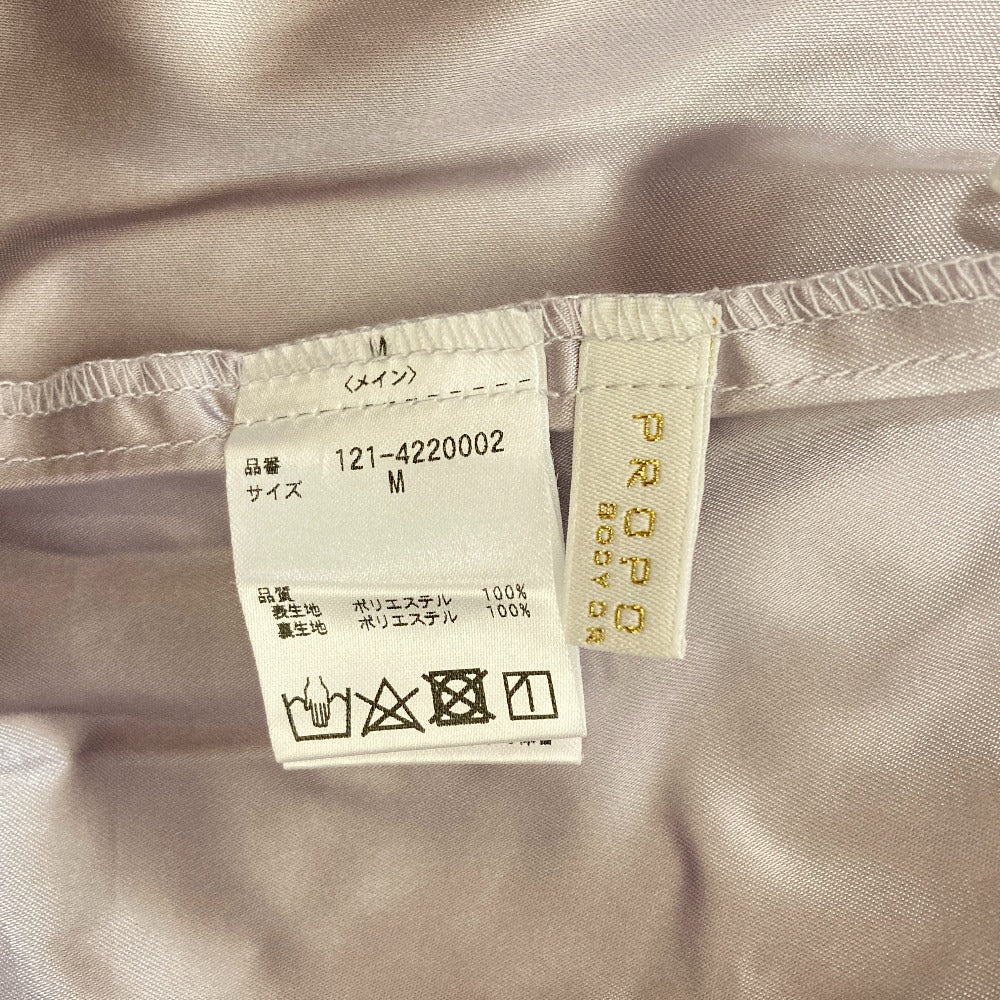 M
〈メイン〉
品番 121-4220002
サイズ M
品質
表生地 ポリエステル 100%
裏生地 ポリエステル 100%
PROPO
BODY DR